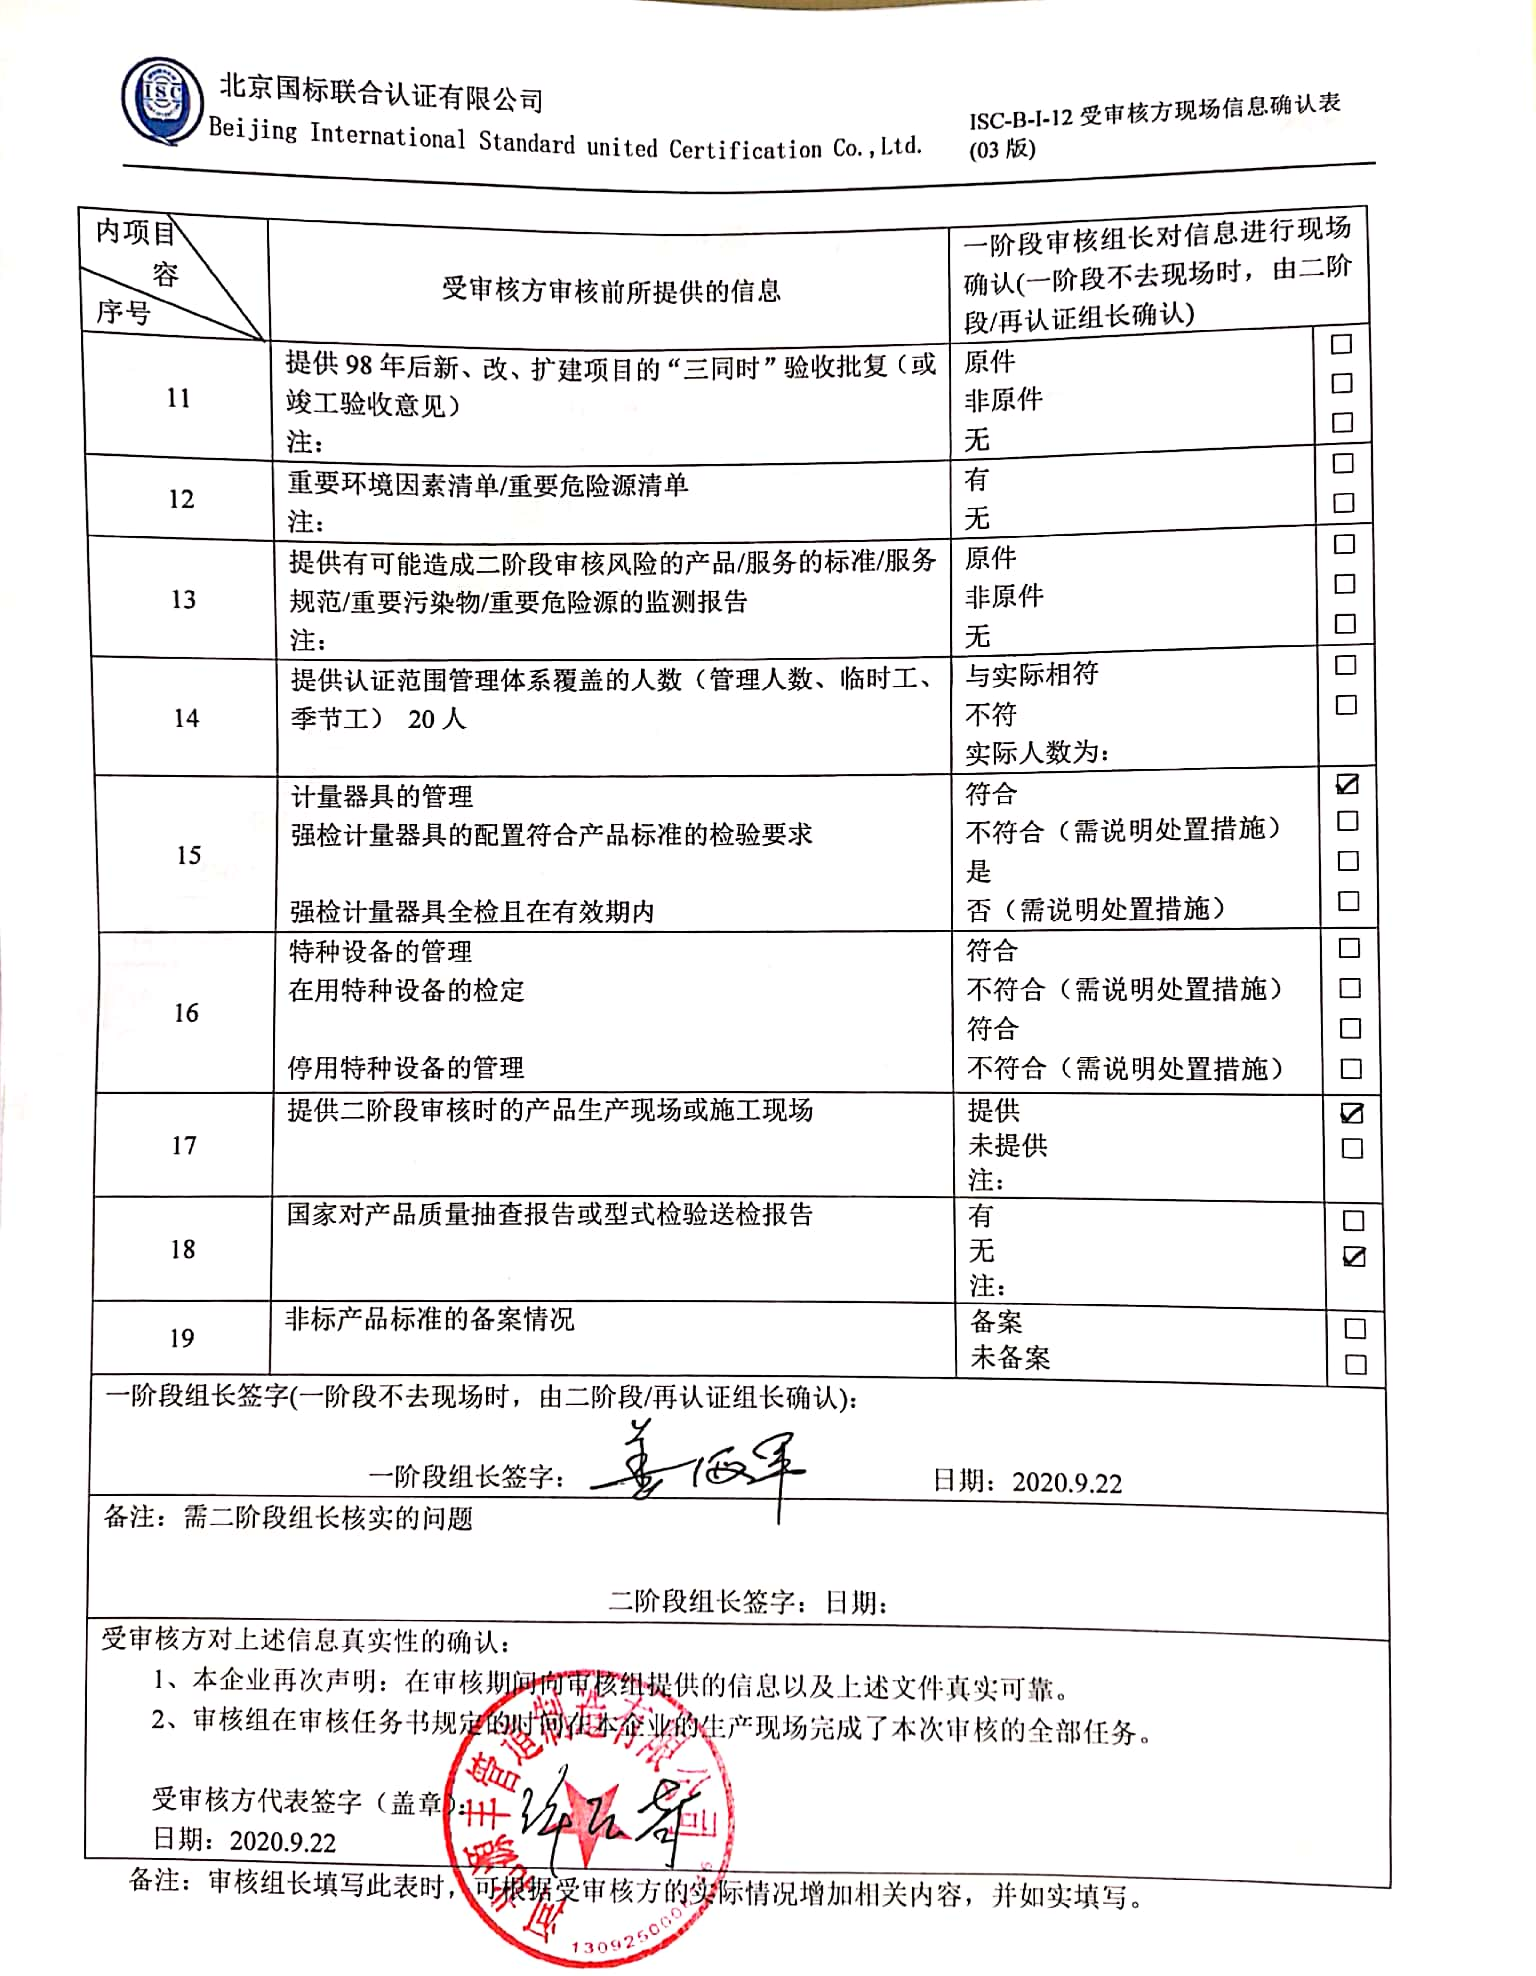 ISC
北京国标联合认证有限公司
Beijing International Standard united Certification Co.,Ltd.
ISC-B-I-12 受审核方现场信息确认表
(03 版)
内项目
容
序号
受审核方审核前所提供的信息
一阶段审核组长对信息进行现场
确认(一阶段不去现场时，由二阶
段/再认证组长确认)
11
提供 98 年后新、改、扩建项目的“三同时”验收批复（或
竣工验收意见）
注：
原件 □
非原件 □
无 □
12
重要环境因素清单/重要危险源清单
注：
有 □
无 □
13
提供有可能造成二阶段审核风险的产品/服务的标准/服务
规范/重要污染物/重要危险源的监测报告
注：
原件 □
非原件 □
无 □
14
提供认证范围管理体系覆盖的人数（管理人数、临时工、
季节工） 20 人
与实际相符 □
不符 □
实际人数为：
15
计量器具的管理
强检计量器具的配置符合产品标准的检验要求
强检计量器具全检且在有效期内
符合 ☑
不符合（需说明处置措施） □
是 □
否（需说明处置措施） □
16
特种设备的管理
在用特种设备的检定
停用特种设备的管理
符合 □
不符合（需说明处置措施） □
符合 □
不符合（需说明处置措施） □
17
提供二阶段审核时的产品生产现场或施工现场
提供 ☑
未提供 □
注：
18
国家对产品质量抽查报告或型式检验送检报告
有 □
无 ☑
注：
19
非标产品标准的备案情况
备案 □
未备案 □
一阶段组长签字(一阶段不去现场时，由二阶段/再认证组长确认)：
一阶段组长签字： 姜海军 日期：2020.9.22
备注：需二阶段组长核实的问题
二阶段组长签字：日期：
受审核方对上述信息真实性的确认：
1、本企业再次声明：在审核期间向审核组提供的信息以及上述文件真实可靠。
2、审核组在审核任务书规定的时间在本企业的生产现场完成了本次审核的全部任务。
受审核方代表签字（盖章）：
日期：2020.9.22
备注：审核组长填写此表时，可根据受审核方的实际情况增加相关内容，并如实填写。
河北源丰管道制造有限公司